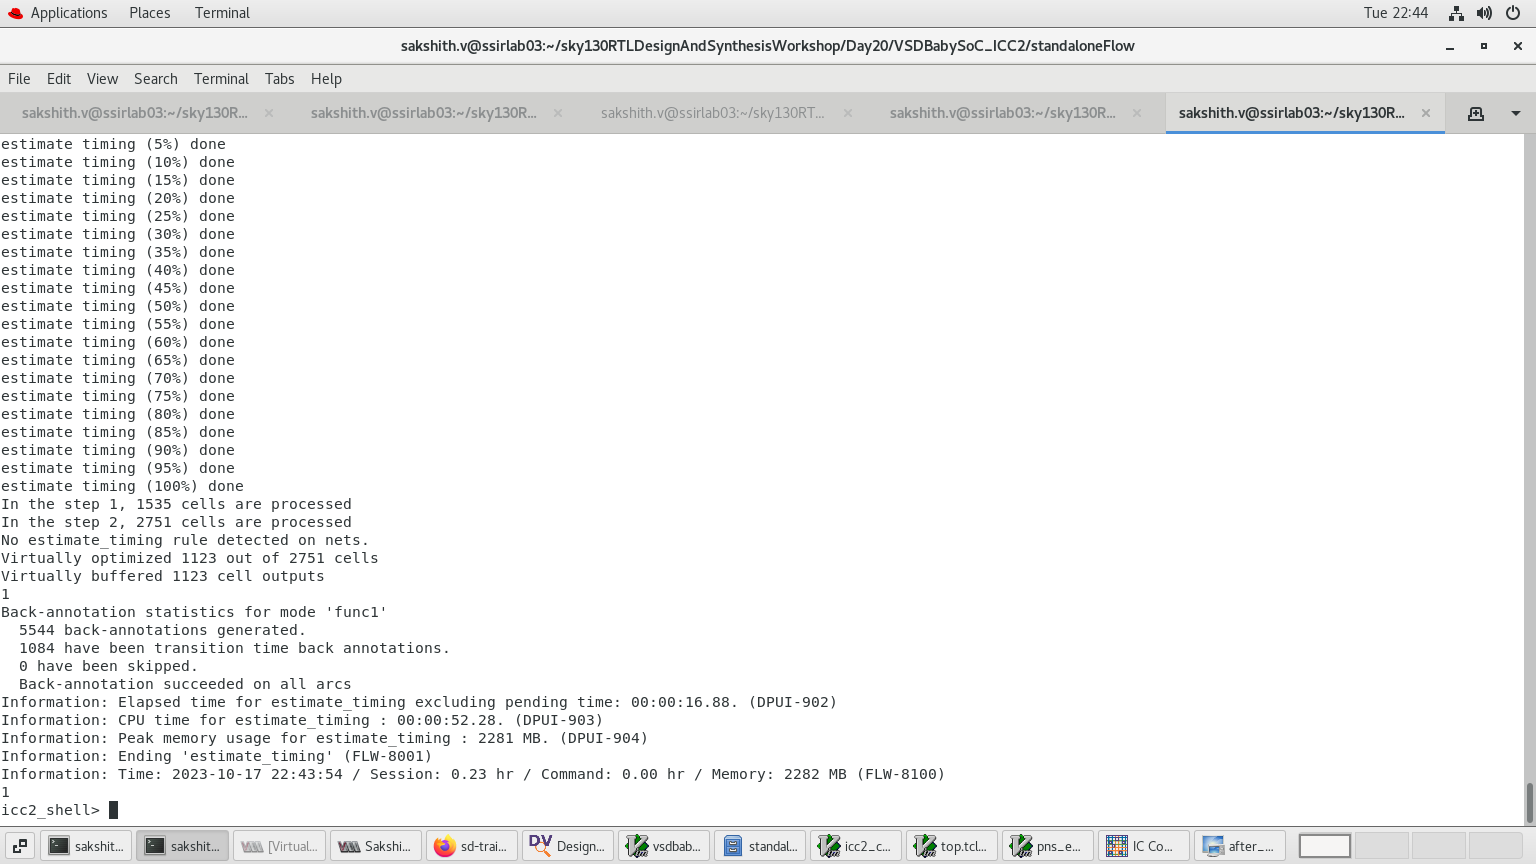 Applications Places Terminal Tue 22:44
sakshith.v@ssirlab03:~/sky130RTLDesignAndSynthesisWorkshop/Day20/VSDBabySoC_ICC2/standaloneFlow
File Edit View Search Terminal Tabs Help
sakshith.v@ssirlab03:~/sky130R... sakshith.v@ssirlab03:~/sky130R... sakshith.v@ssirlab03:~/sky130RT... sakshith.v@ssirlab03:~/sky130R... sakshith.v@ssirlab03:~/sky130R...
estimate timing (5%) done
estimate timing (10%) done
estimate timing (15%) done
estimate timing (20%) done
estimate timing (25%) done
estimate timing (30%) done
estimate timing (35%) done
estimate timing (40%) done
estimate timing (45%) done
estimate timing (50%) done
estimate timing (55%) done
estimate timing (60%) done
estimate timing (65%) done
estimate timing (70%) done
estimate timing (75%) done
estimate timing (80%) done
estimate timing (85%) done
estimate timing (90%) done
estimate timing (95%) done
estimate timing (100%) done
In the step 1, 1535 cells are processed
In the step 2, 2751 cells are processed
No estimate_timing rule detected on nets.
Virtually optimized 1123 out of 2751 cells
Virtually buffered 1123 cell outputs
1
Back-annotation statistics for mode 'func1'
  5544 back-annotations generated.
  1084 have been transition time back annotations.
  0 have been skipped.
  Back-annotation succeeded on all arcs
Information: Elapsed time for estimate_timing excluding pending time: 00:00:16.88. (DPUI-902)
Information: CPU time for estimate_timing : 00:00:52.28. (DPUI-903)
Information: Peak memory usage for estimate_timing : 2281 MB. (DPUI-904)
Information: Ending 'estimate_timing' (FLW-8001)
Information: Time: 2023-10-17 22:43:54 / Session: 0.23 hr / Command: 0.00 hr / Memory: 2282 MB (FLW-8100)
1
icc2_shell>
sakshit... sakshit... [Virtual... Sakshi... sd-trai... DV Design... vsdbab... standal... icc2_c... top.tcl... pns_e... IC Co... after_...